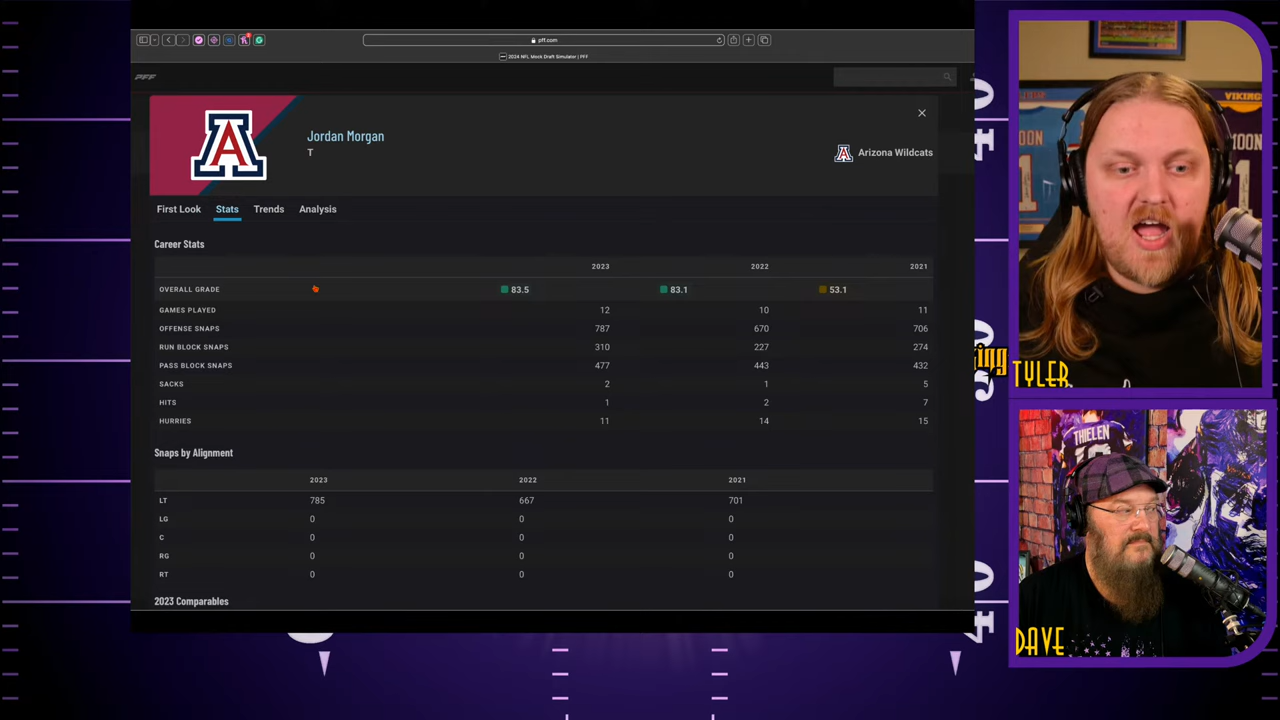 pff.com
2024 NFL Mock Draft Simulator | PFF
PFF
A
Jordan Morgan
T
A Arizona Wildcats
First Look Stats Trends Analysis
Career Stats
2023 2022 2021
OVERALL GRADE 83.5 83.1 53.1
GAMES PLAYED 12 10 11
OFFENSE SNAPS 787 670 706
RUN BLOCK SNAPS 310 227 274
PASS BLOCK SNAPS 477 443 432
SACKS 2 1 5
HITS 1 2 7
HURRIES 11 14 15
Snaps by Alignment
2023 2022 2021
LT 785 667 701
LG 0 0 0
C 0 0 0
RG 0 0 0
RT 0 0 0
2023 Comparables
VIKINGS
MOON
1
TYLER
THIELEN
DAVE